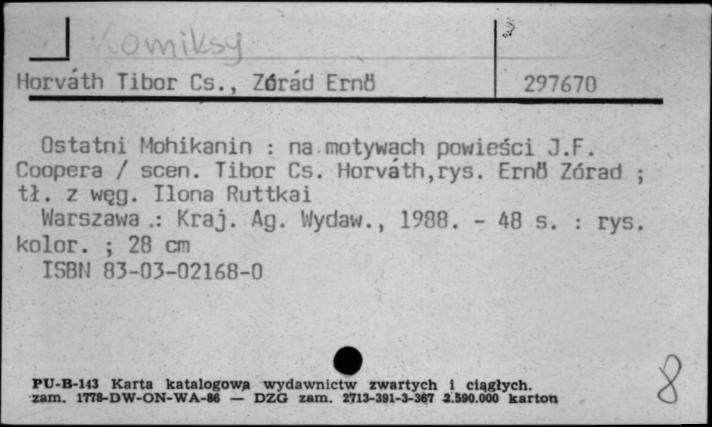 Komiksy
Horváth Tibor Cs., Zórád Ernö 297670
Ostatni Mohikanin : na motywach powieści J.F.
Coopera / scen. Tibor Cs. Horváth,rys. Ernö Zórad ;
tł. z węg. Ilona Ruttkai
Warszawa : Kraj. Ag. Wydaw., 1988. - 48 s. : rys.
kolor. ; 28 cm
ISBN 83-03-02168-0
8
PU-B-143 Karta katalogowa wydawnictw zwartych i ciągłych.
zam. 1778-DW-ON-WA-86 — DZG zam. 2713-391-3-367 2.590.000 karton